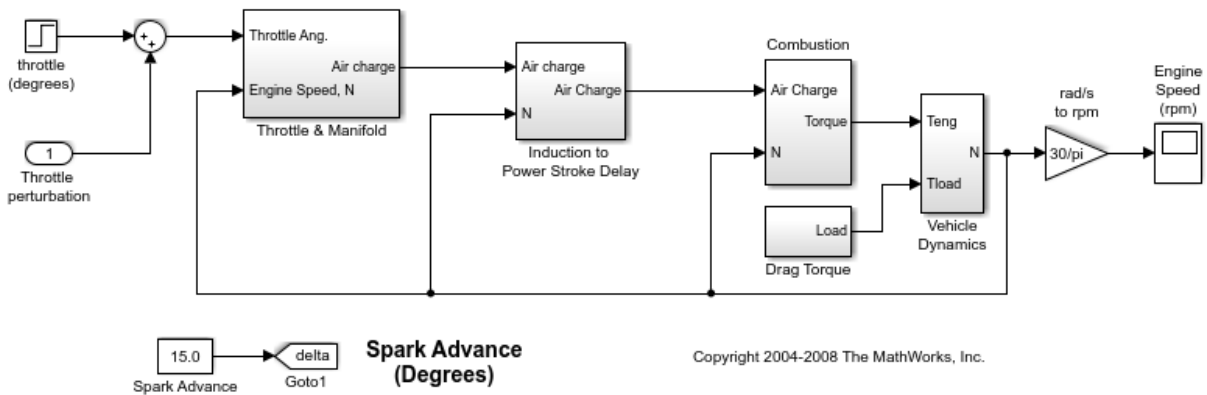 throttle
(degrees)
+
+
1
Throttle
perturbation
Throttle Ang.
Air charge
Engine Speed, N
Throttle & Manifold
Air charge
Air Charge
N
Induction to
Power Stroke Delay
Combustion
Air Charge
Torque
N
Load
Drag Torque
Teng
N
Tload
Vehicle
Dynamics
rad/s
to rpm
30/pi
Engine
Speed
(rpm)
15.0
Spark Advance
delta
Goto1
Spark Advance
(Degrees)
Copyright 2004-2008 The MathWorks, Inc.